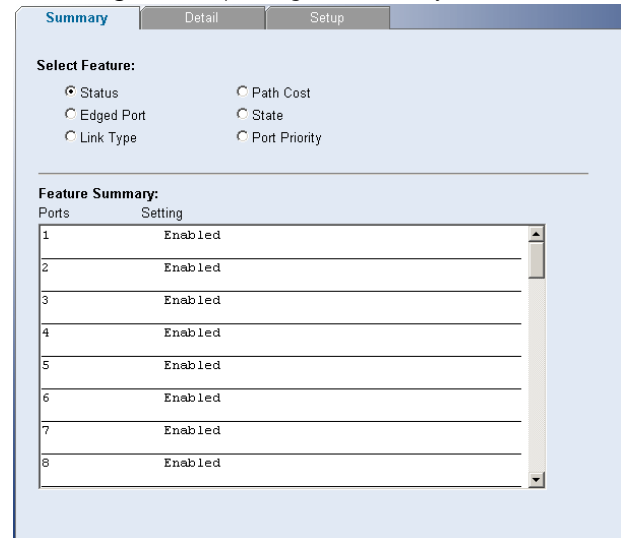 Summary Detail Setup
Select Feature:
Status Path Cost
Edged Port State
Link Type Port Priority
Feature Summary:
Ports Setting
1 Enabled
2 Enabled
3 Enabled
4 Enabled
5 Enabled
6 Enabled
7 Enabled
8 Enabled